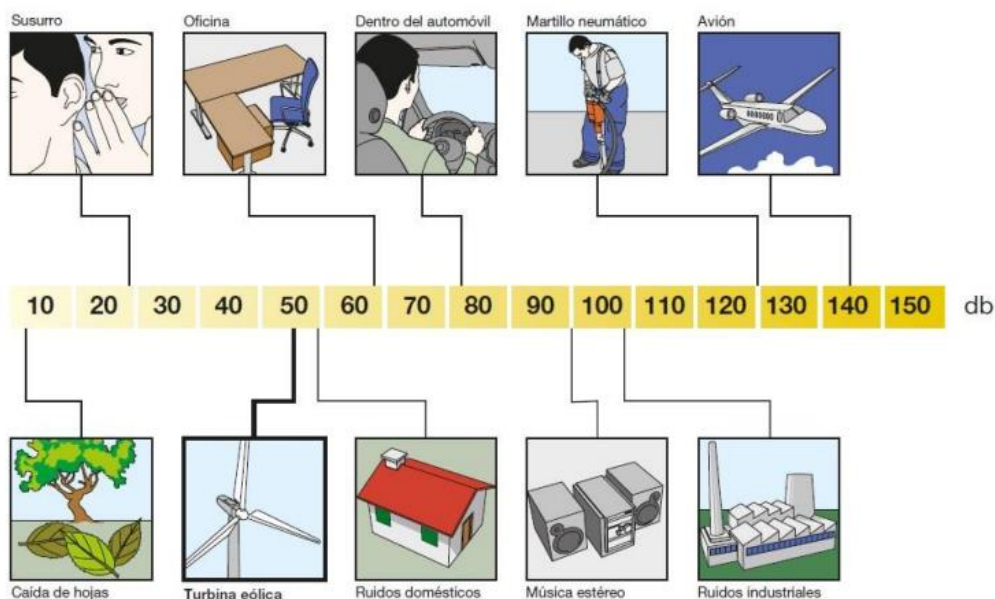 Susurro
Oficina
Dentro del automóvil
Martillo neumático
Avión
10 20 30 40 50 60 70 80 90 100 110 120 130 140 150 db
Caída de hojas
Turbina eólica
Ruidos domésticos
Música estéreo
Ruidos industriales